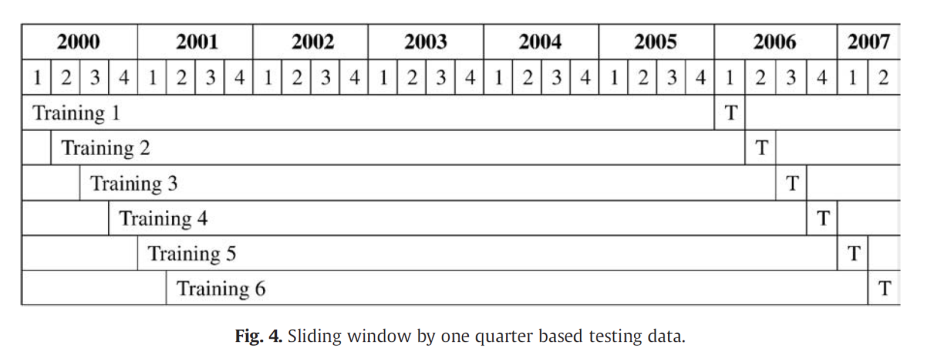 2000 2001 2002 2003 2004 2005 2006 2007
1 2 3 4 1 2 3 4 1 2 3 4 1 2 3 4 1 2 3 4 1 2 3 4 1 2 3 4 1 2
Training 1 T
Training 2 T
Training 3 T
Training 4 T
Training 5 T
Training 6 T
Fig. 4. Sliding window by one quarter based testing data.